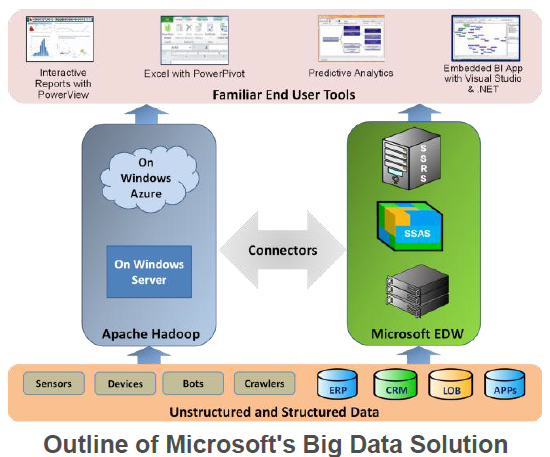 Interactive
Reports with
PowerView
Excel with PowerPivot
Predictive Analytics
Embedded BI App
with Visual Studio
& .NET
Familiar End User Tools
On
Windows
Azure
On Windows
Server
Apache Hadoop
Connectors
SSRS
SSAS
Microsoft EDW
Sensors
Devices
Bots
Crawlers
ERP
CRM
LOB
APPs
Unstructured and Structured Data
Outline of Microsoft's Big Data Solution